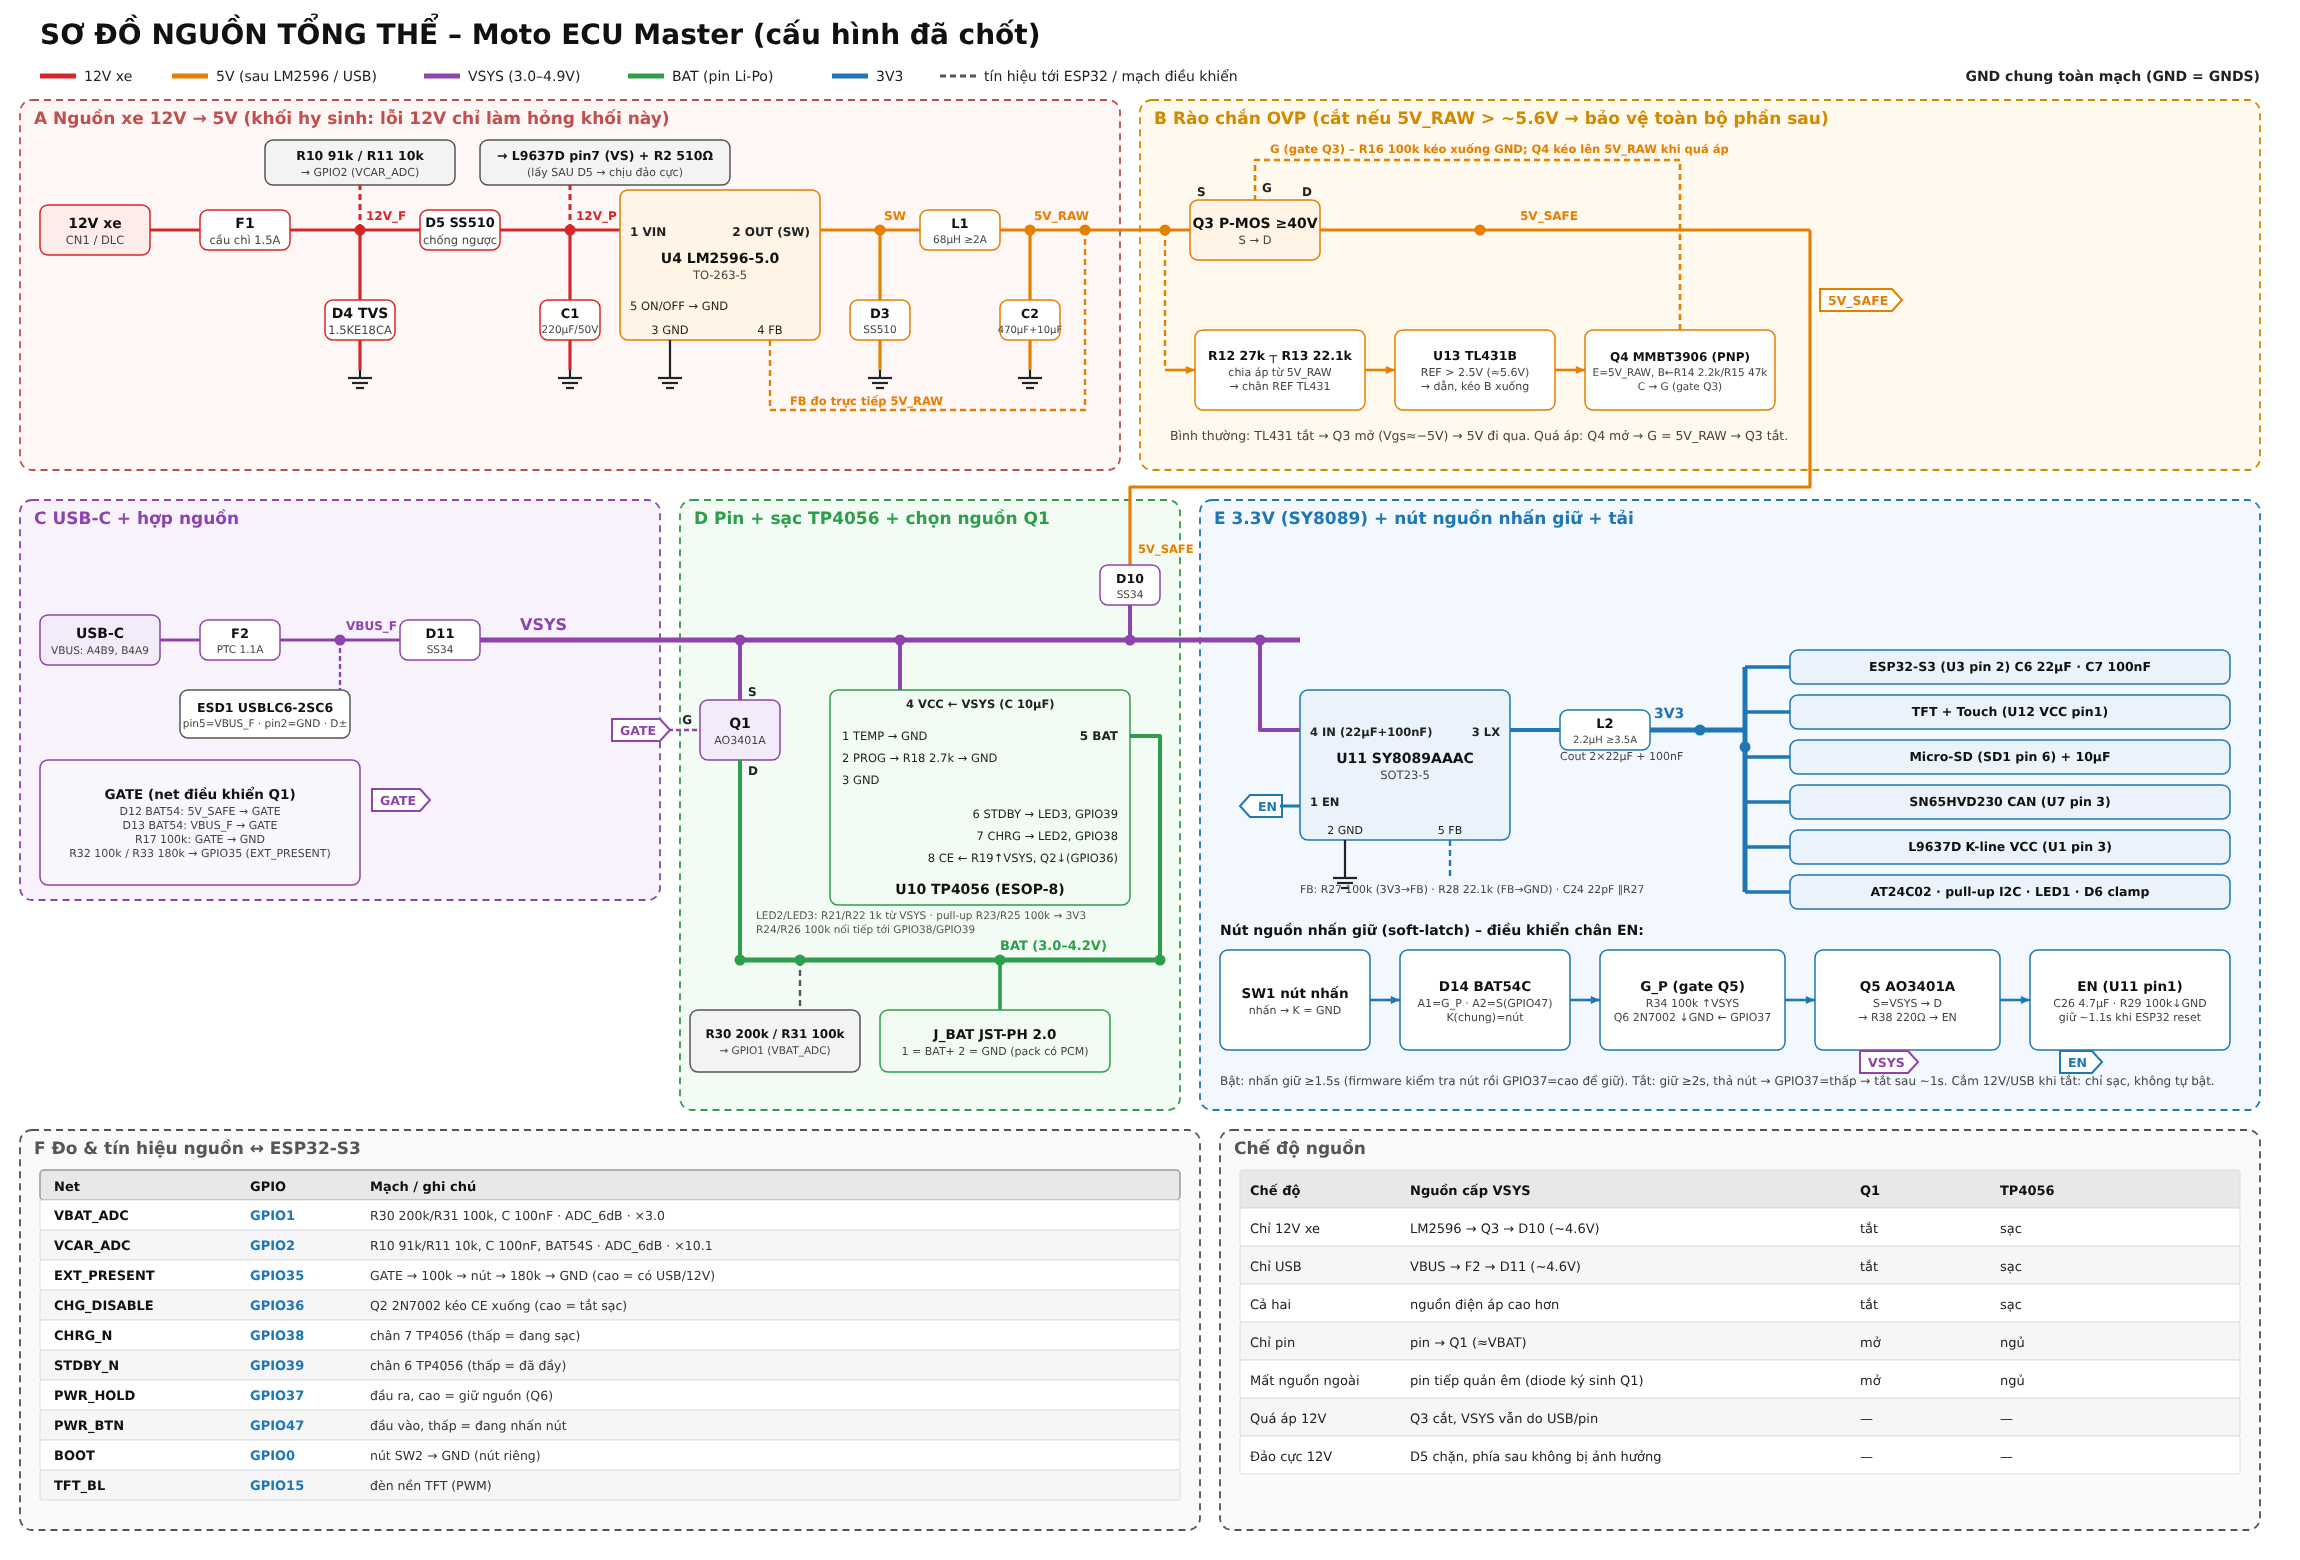 SƠ ĐỒ NGUỒN TỔNG THỂ – Moto ECU Master (cấu hình đã chốt)
12V xe
5V (sau LM2596 / USB)
VSYS (3.0–4.9V)
BAT (pin Li-Po)
3V3
tín hiệu tới ESP32 / mạch điều khiển
GND chung toàn mạch (GND = GNDS)
A Nguồn xe 12V → 5V (khối hy sinh: lỗi 12V chỉ làm hỏng khối này)
R10 91k / R11 10k
→ GPIO2 (VCAR_ADC)
→ L9637D pin7 (VS) + R2 510Ω
(lấy SAU D5 → chịu đảo cực)
12V xe
CN1 / DLC
F1
cầu chì 1.5A
12V_F
D5 SS510
chống ngược
12V_P
1 VIN
2 OUT (SW)
U4 LM2596-5.0
TO-263-5
5 ON/OFF → GND
3 GND
4 FB
SW
L1
68µH ≥2A
5V_RAW
D4 TVS
1.5KE18CA
C1
220µF/50V
D3
SS510
C2
470µF+10µF
FB đo trực tiếp 5V_RAW
B Rào chắn OVP (cắt nếu 5V_RAW > ~5.6V → bảo vệ toàn bộ phần sau)
G (gate Q3) – R16 100k kéo xuống GND; Q4 kéo lên 5V_RAW khi quá áp
S
G
D
Q3 P-MOS ≥40V
S → D
5V_SAFE
5V_SAFE
R12 27k ┬ R13 22.1k
chia áp từ 5V_RAW
→ chân REF TL431
U13 TL431B
REF > 2.5V (≈5.6V)
→ dẫn, kéo B xuống
Q4 MMBT3906 (PNP)
E=5V_RAW, B←R14 2.2k/R15 47k
C → G (gate Q3)
Bình thường: TL431 tắt → Q3 mở (Vgs≈−5V) → 5V đi qua. Quá áp: Q4 mở → G = 5V_RAW → Q3 tắt.
C USB-C + hợp nguồn
USB-C
VBUS: A4B9, B4A9
F2
PTC 1.1A
VBUS_F
D11
SS34
VSYS
ESD1 USBLC6-2SC6
pin5=VBUS_F · pin2=GND · D±
GATE (net điều khiển Q1)
D12 BAT54: 5V_SAFE → GATE
D13 BAT54: VBUS_F → GATE
R17 100k: GATE → GND
R32 100k / R33 180k → GPIO35 (EXT_PRESENT)
GATE
GATE
D Pin + sạc TP4056 + chọn nguồn Q1
5V_SAFE
D10
SS34
S
G
Q1
AO3401A
D
4 VCC ← VSYS (C 10µF)
1 TEMP → GND
5 BAT
2 PROG → R18 2.7k → GND
3 GND
6 STDBY → LED3, GPIO39
7 CHRG → LED2, GPIO38
8 CE ← R19↑VSYS, Q2↓(GPIO36)
U10 TP4056 (ESOP-8)
LED2/LED3: R21/R22 1k từ VSYS · pull-up R23/R25 100k → 3V3
R24/R26 100k nối tiếp tới GPIO38/GPIO39
BAT (3.0–4.2V)
R30 200k / R31 100k
→ GPIO1 (VBAT_ADC)
J_BAT JST-PH 2.0
1 = BAT+ 2 = GND (pack có PCM)
E 3.3V (SY8089) + nút nguồn nhấn giữ + tải
4 IN (22µF+100nF)
3 LX
U11 SY8089AAAC
SOT23-5
1 EN
EN
2 GND
5 FB
L2
2.2µH ≥3.5A
3V3
Cout 2×22µF + 100nF
FB: R27 100k (3V3→FB) · R28 22.1k (FB→GND) · C24 22pF ∥R27
ESP32-S3 (U3 pin 2) C6 22µF · C7 100nF
TFT + Touch (U12 VCC pin1)
Micro-SD (SD1 pin 6) + 10µF
SN65HVD230 CAN (U7 pin 3)
L9637D K-line VCC (U1 pin 3)
AT24C02 · pull-up I2C · LED1 · D6 clamp
Nút nguồn nhấn giữ (soft-latch) – điều khiển chân EN:
SW1 nút nhấn
nhấn → K = GND
D14 BAT54C
A1=G_P · A2=S(GPIO47)
K(chung)=nút
G_P (gate Q5)
R34 100k ↑VSYS
Q6 2N7002 ↓GND ← GPIO37
Q5 AO3401A
S=VSYS → D
→ R38 220Ω → EN
EN (U11 pin1)
C26 4.7µF · R29 100k↓GND
giữ ~1.1s khi ESP32 reset
VSYS
EN
Bật: nhấn giữ ≥1.5s (firmware kiểm tra nút rồi GPIO37=cao để giữ). Tắt: giữ ≥2s, thả nút → GPIO37=thấp → tắt sau ~1s. Cắm 12V/USB khi tắt: chỉ sạc, không tự bật.
F Đo & tín hiệu nguồn ↔ ESP32-S3
Net GPIO Mạch / ghi chú
VBAT_ADC GPIO1 R30 200k/R31 100k, C 100nF · ADC_6dB · ×3.0
VCAR_ADC GPIO2 R10 91k/R11 10k, C 100nF, BAT54S · ADC_6dB · ×10.1
EXT_PRESENT GPIO35 GATE → 100k → nút → 180k → GND (cao = có USB/12V)
CHG_DISABLE GPIO36 Q2 2N7002 kéo CE xuống (cao = tắt sạc)
CHRG_N GPIO38 chân 7 TP4056 (thấp = đang sạc)
STDBY_N GPIO39 chân 6 TP4056 (thấp = đã đầy)
PWR_HOLD GPIO37 đầu ra, cao = giữ nguồn (Q6)
PWR_BTN GPIO47 đầu vào, thấp = đang nhấn nút
BOOT GPIO0 nút SW2 → GND (nút riêng)
TFT_BL GPIO15 đèn nền TFT (PWM)
Chế độ nguồn
Chế độ Nguồn cấp VSYS Q1 TP4056
Chỉ 12V xe LM2596 → Q3 → D10 (~4.6V) tắt sạc
Chỉ USB VBUS → F2 → D11 (~4.6V) tắt sạc
Cả hai nguồn điện áp cao hơn tắt sạc
Chỉ pin pin → Q1 (≈VBAT) mở ngủ
Mất nguồn ngoài pin tiếp quản êm (diode ký sinh Q1) mở ngủ
Quá áp 12V Q3 cắt, VSYS vẫn do USB/pin — —
Đảo cực 12V D5 chặn, phía sau không bị ảnh hưởng — —